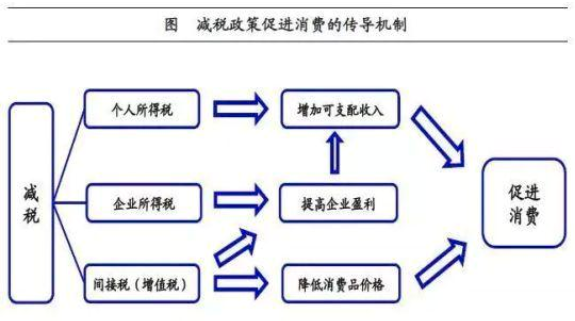 图 减税政策促进消费的传导机制
减税
个人所得税
增加可支配收入
企业所得税
提高企业盈利
间接税(增值税)
降低消费品价格
促进
消费